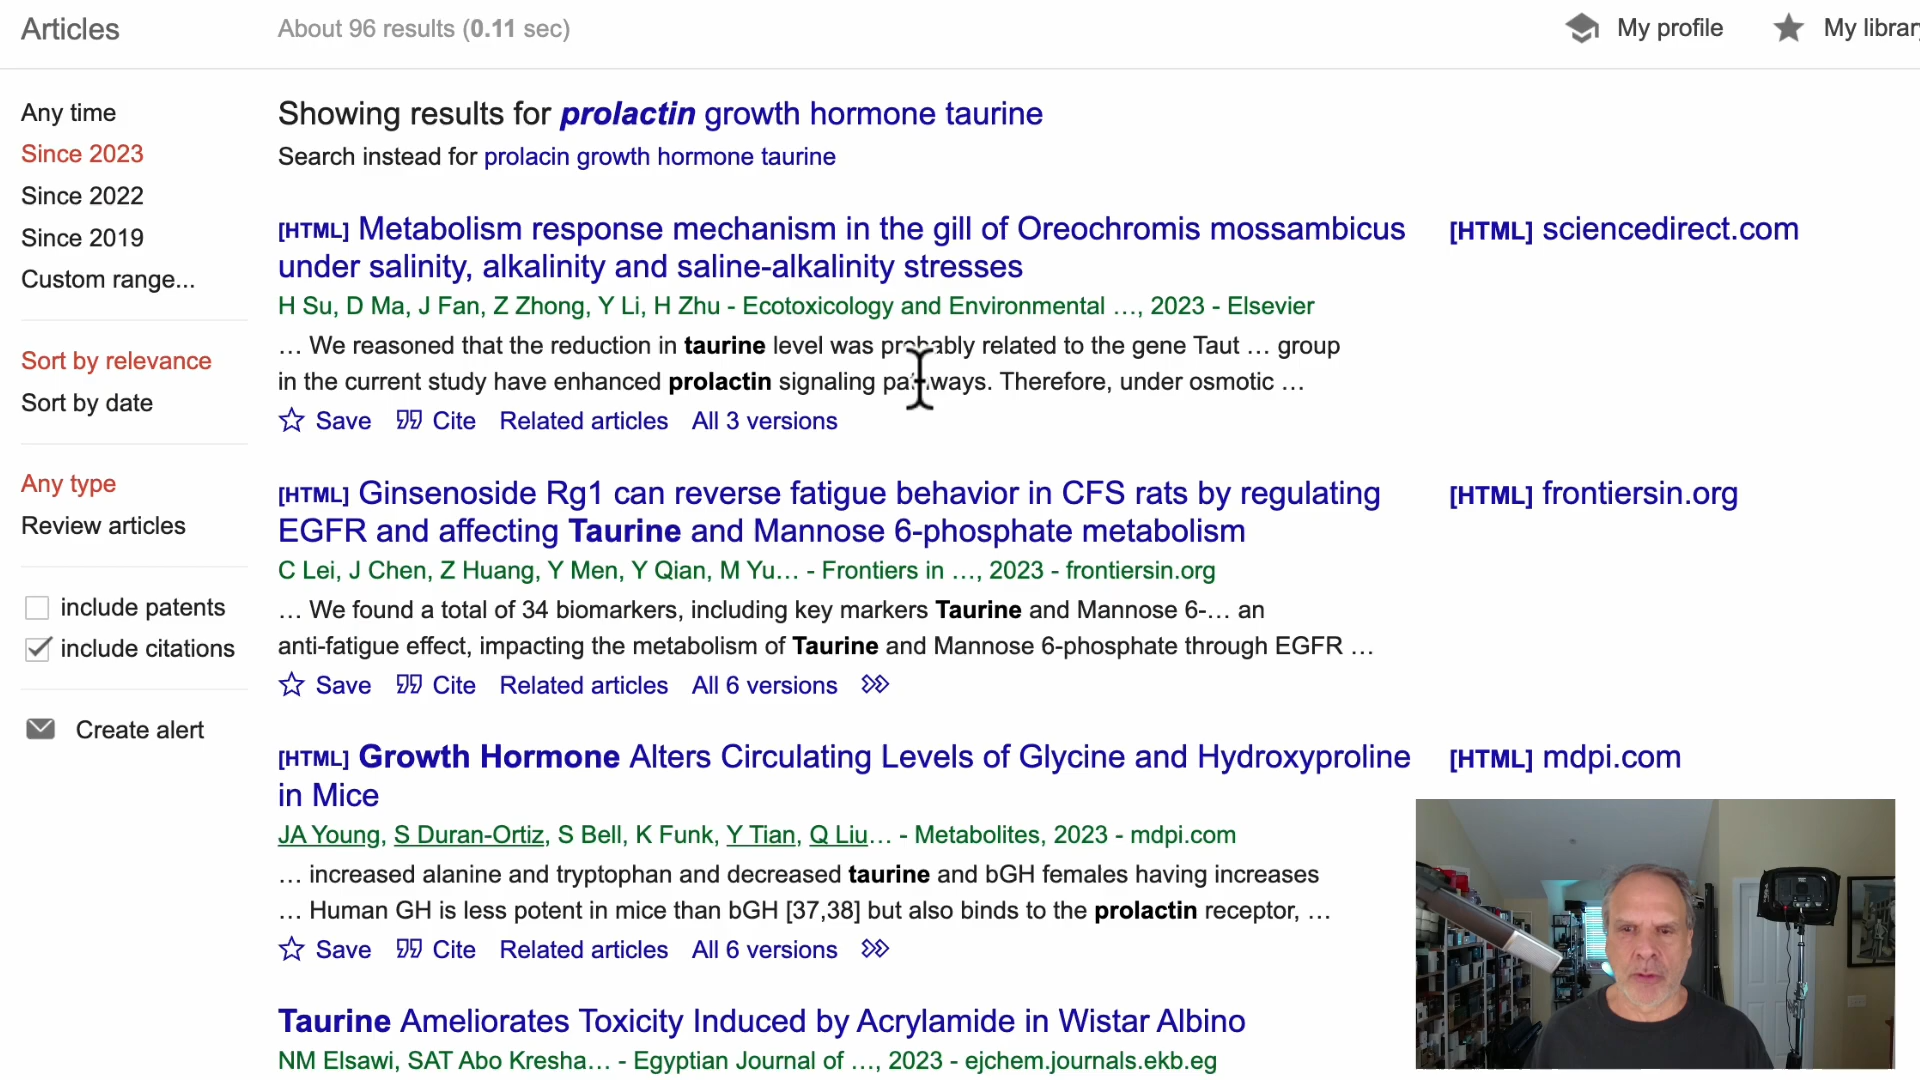 Articles
About 96 results (0.11 sec)
My profile
My library
Any time
Since 2023
Since 2022
Since 2019
Custom range...
Sort by relevance
Sort by date
Any type
Review articles
include patents
include citations
Create alert
Showing results for prolactin growth hormone taurine
Search instead for prolacin growth hormone taurine
[HTML] Metabolism response mechanism in the gill of Oreochromis mossambicus
under salinity, alkalinity and saline-alkalinity stresses
[HTML] sciencedirect.com
H Su, D Ma, J Fan, Z Zhong, Y Li, H Zhu - Ecotoxicology and Environmental …, 2023 - Elsevier
… We reasoned that the reduction in taurine level was probably related to the gene Taut … group
in the current study have enhanced prolactin signaling pathways. Therefore, under osmotic …
Save Cite Related articles All 3 versions
[HTML] Ginsenoside Rg1 can reverse fatigue behavior in CFS rats by regulating
EGFR and affecting Taurine and Mannose 6-phosphate metabolism
[HTML] frontiersin.org
C Lei, J Chen, Z Huang, Y Men, Y Qian, M Yu… - Frontiers in …, 2023 - frontiersin.org
… We found a total of 34 biomarkers, including key markers Taurine and Mannose 6-… an
anti-fatigue effect, impacting the metabolism of Taurine and Mannose 6-phosphate through EGFR …
Save Cite Related articles All 6 versions
[HTML] Growth Hormone Alters Circulating Levels of Glycine and Hydroxyproline
in Mice
[HTML] mdpi.com
JA Young, S Duran-Ortiz, S Bell, K Funk, Y Tian, Q Liu… - Metabolites, 2023 - mdpi.com
… increased alanine and tryptophan and decreased taurine and bGH females having increases
… Human GH is less potent in mice than bGH [37,38] but also binds to the prolactin receptor, …
Save Cite Related articles All 6 versions
Taurine Ameliorates Toxicity Induced by Acrylamide in Wistar Albino
NM Elsawi, SAT Abo Kresha… - Egyptian Journal of …, 2023 - ejchem.journals.ekb.eg